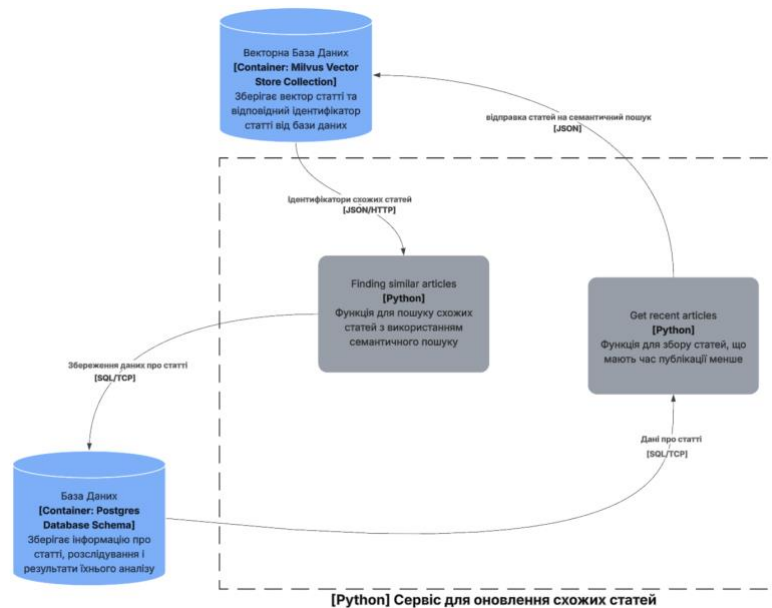 Векторна База Даних
[Container: Milvus Vector
Store Collection]
Зберігає вектор статті та
відповідний ідентифікатор
статті від бази даних
відправка статей на семантичний пошук
[JSON]
Ідентифікатори схожих статей
[JSON/HTTP]
Finding similar articles
[Python]
Функція для пошуку схожих
статей з використанням
семантичного пошуку
Get recent articles
[Python]
Функція для збору статей, що
мають час публікації менше
Збереження даних про статті
[SQL/TCP]
Дані про статті
[SQL/TCP]
База Даних
[Container: Postgres
Database Schema]
Зберігає інформацію про
статті, розслідування і
результати їхнього аналізу
[Python] Сервіс для оновлення схожих статей